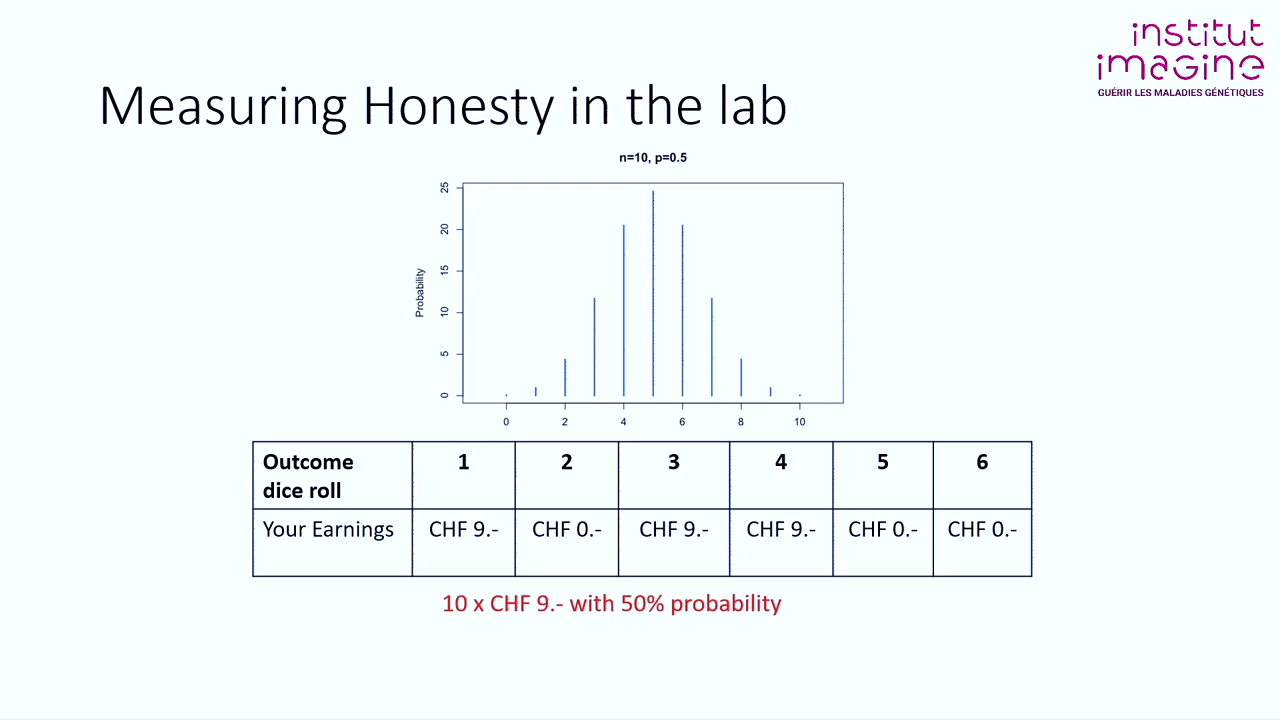 institut
imagine
GUÉRIR LES MALADIES GÉNÉTIQUES
Measuring Honesty in the lab
n=10, p=0.5
Probability
25
20
15
10
5
0
0 2 4 6 8 10
Outcome dice roll 1 2 3 4 5 6
Your Earnings CHF 9.- CHF 0.- CHF 9.- CHF 9.- CHF 0.- CHF 0.-
10 x CHF 9.- with 50% probability